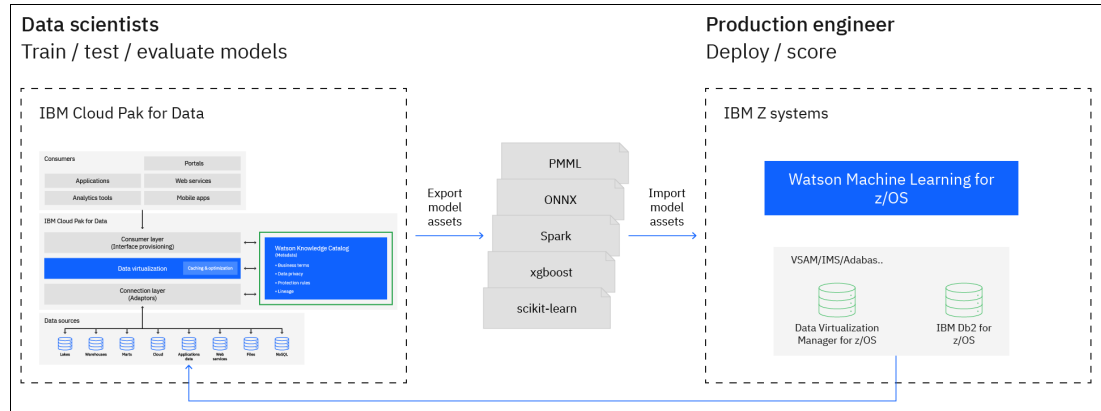 Data scientists
Train / test / evaluate models
IBM Cloud Pak for Data
Consumers
Portals
Applications
Web services
Analytics tools
Mobile apps
IBM Cloud Pak for Data
Consumer layer
(Interface provisioning)
Data virtualization
Caching & optimization
Connection layer
(Adaptors)
Watson Knowledge Catalog
(Metadata)
• Business terms
• Data privacy
• Protection rules
• Lineage
Data sources
Lakes
Warehouses
Marts
Cloud
Applications
data
Web
services
Files
NoSQL
Export
model
assets
PMML
ONNX
Spark
xgboost
scikit-learn
Import
model
assets
Production engineer
Deploy / score
IBM Z systems
Watson Machine Learning for
z/OS
VSAM/IMS/Adabas..
Data Virtualization
Manager for z/OS
IBM Db2 for
z/OS